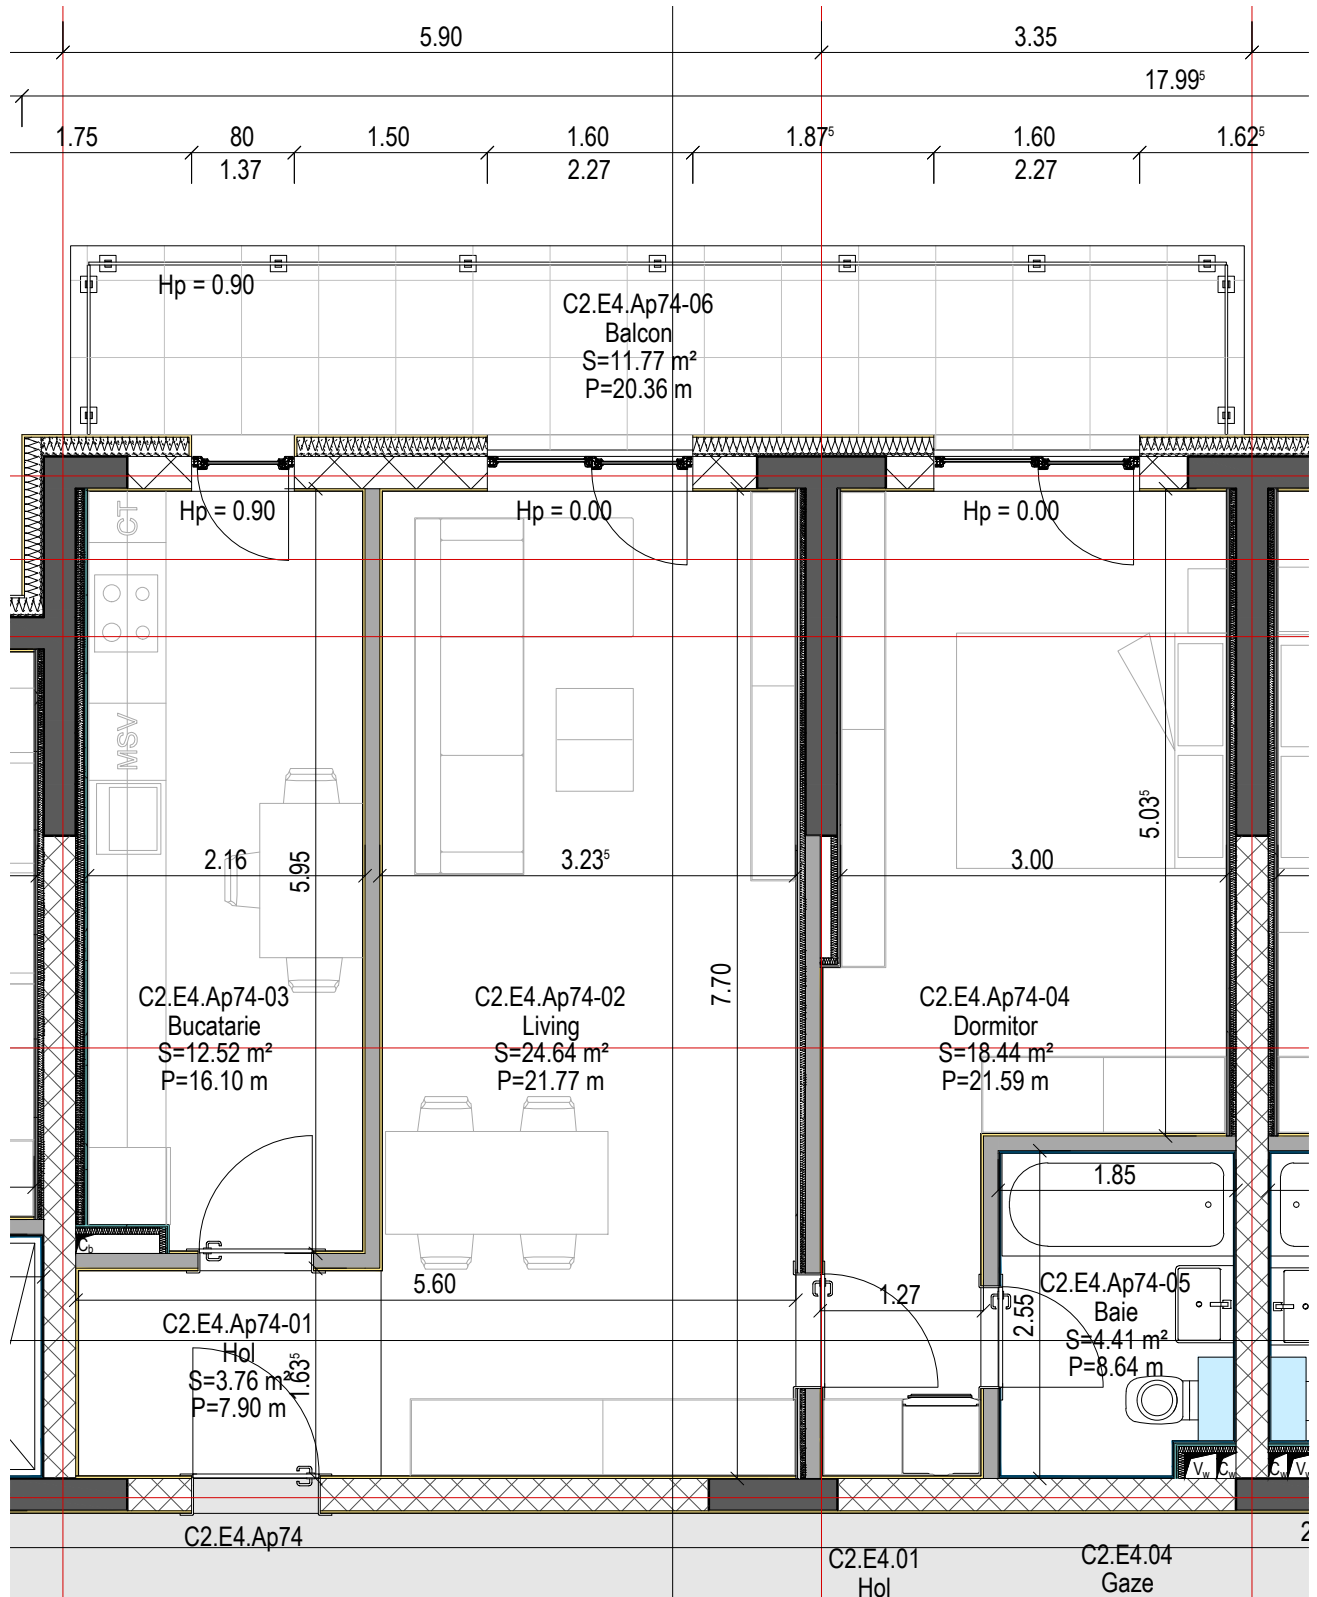 5.90
3.35
17.99⁵
1.75
80
1.50
1.60
1.87⁵
1.60
1.62⁵
1.37
2.27
2.27
Hp = 0.90
C2.E4.Ap74-06
Balcon
S=11.77 m²
P=20.36 m
CT
Hp = 0.90
Hp = 0.00
Hp = 0.00
MSV
5.03⁵
2.16
5.95
3.23⁵
3.00
7.70
C2.E4.Ap74-03
Bucatarie
S=12.52 m²
P=16.10 m
C2.E4.Ap74-02
Living
S=24.64 m²
P=21.77 m
C2.E4.Ap74-04
Dormitor
S=18.44 m²
P=21.59 m
1.85
Cb
5.60
1.27
2.55
C2.E4.Ap74-05
Baie
S=4.41 m²
P=8.64 m
C2.E4.Ap74-01
Hol
S=3.76 m²
P=7.90 m
1.63⁵
Vw
Cw
Cw
Vw
C2.E4.Ap74
C2.E4.01
Hol
C2.E4.04
Gaze
2